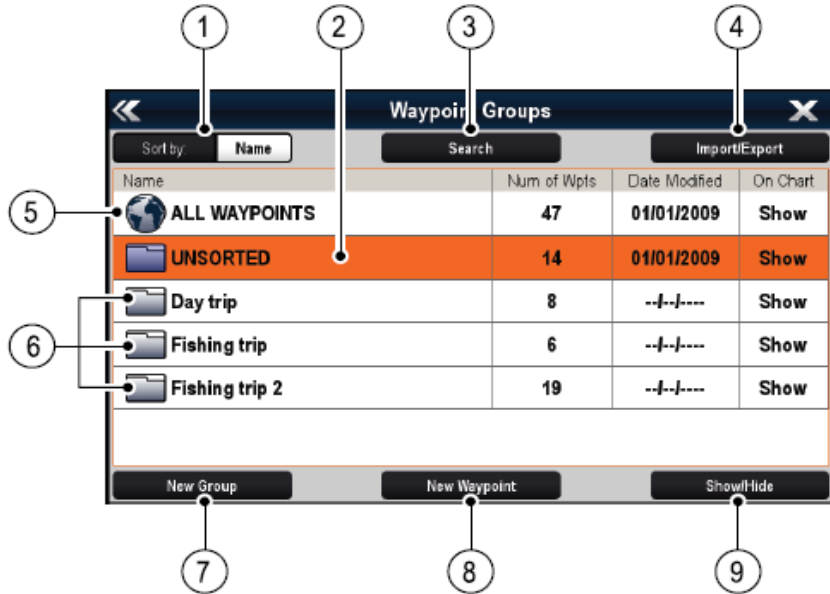 1 2 3 4
Waypoint Groups
Sort by: Name Search Import/Export
Name Num of Wpts Date Modified On Chart
5 ALL WAYPOINTS 47 01/01/2009 Show
UNSORTED 14 01/01/2009 Show
Day trip 8 --/--/---- Show
6 Fishing trip 6 --/--/---- Show
Fishing trip 2 19 --/--/---- Show
New Group New Waypoint Show/Hide
7 8 9